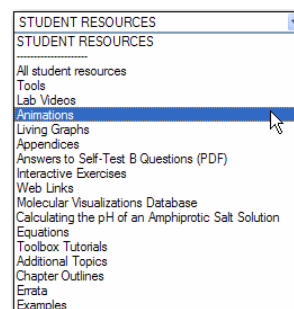 STUDENT RESOURCES
STUDENT RESOURCES
--------------------
All student resources
Tools
Lab Videos
Animations
Living Graphs
Appendices
Answers to Self-Test B Questions (PDF)
Interactive Exercises
Web Links
Molecular Visualizations Database
Calculating the pH of an Amphiprotic Salt Solution
Equations
Toolbox Tutorials
Additional Topics
Chapter Outlines
Errata
Examples